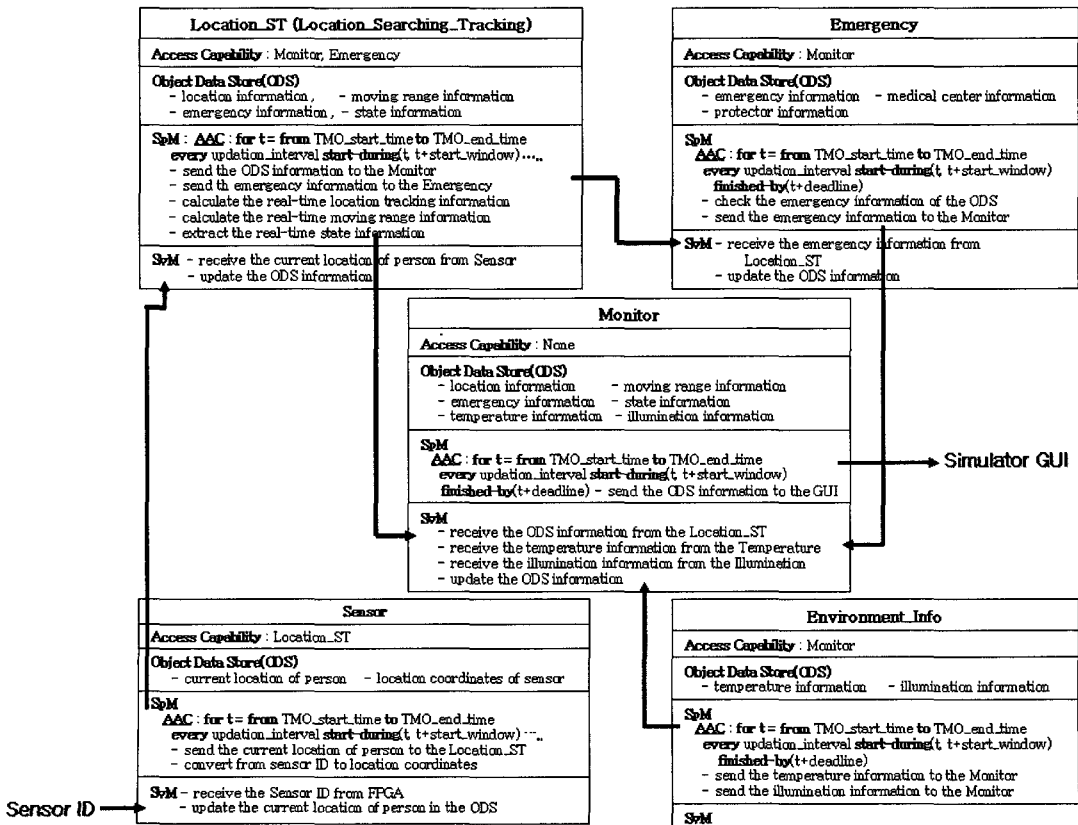 Location_ST (Location_Searching_Tracking)
Access Capability : Monitor, Emergency
Object Data Store(ODS)
- location information, - moving range information
- emergency information, - state information
SpM : AAC : for t = from TMO_start_time to TMO_end_time
every updation_interval start-during(t, t+start_window) .....
- send the ODS information to the Monitor
- send the emergency information to the Emergency
- calculate the real-time location tracking information
- calculate the real-time moving range information
- extract the real-time state information
SvM - receive the current location of person from Sensor
- update the ODS information
Emergency
Access Capability : Monitor
Object Data Store(ODS)
- emergency information - medical center information
- protector information
SpM
AAC : for t = from TMO_start_time to TMO_end_time
every updation_interval start-during(t, t+start_window)
finished-by(t+deadline)
- check the emergency information of the ODS
- send the emergency information to the Monitor
SvM - receive the emergency information from
Location_ST
- update the ODS information
Monitor
Access Capability : None
Object Data Store(ODS)
- location information - moving range information
- emergency information - state information
- temperature information - illumination information
SpM
AAC : for t = from TMO_start_time to TMO_end_time
every updation_interval start-during(t, t+start_window)
finished-by(t+deadline) - send the ODS information to the GUI
Simulator GUI
SvM
- receive the ODS information from the Location_ST
- receive the temperature information from the Temperature
- receive the illumination information from the Illumination
- update the ODS information
Sensor
Access Capability : Location_ST
Object Data Store(ODS)
- current location of person - location coordinates of sensor
SpM
AAC : for t = from TMO_start_time to TMO_end_time
every updation_interval start-during(t, t+start_window) .....
- send the current location of person to the Location_ST
- convert from sensor ID to location coordinates
Sensor ID
SvM - receive the Sensor ID from FPGA
- update the current location of person in the ODS
Environment_Info
Access Capability : Monitor
Object Data Store(ODS)
- temperature information - illumination information
SpM
AAC : for t = from TMO_start_time to TMO_end_time
every updation_interval start-during(t, t+start_window)
finished-by(t+deadline)
- send the temperature information to the Monitor
- send the illumination information to the Monitor
SvM